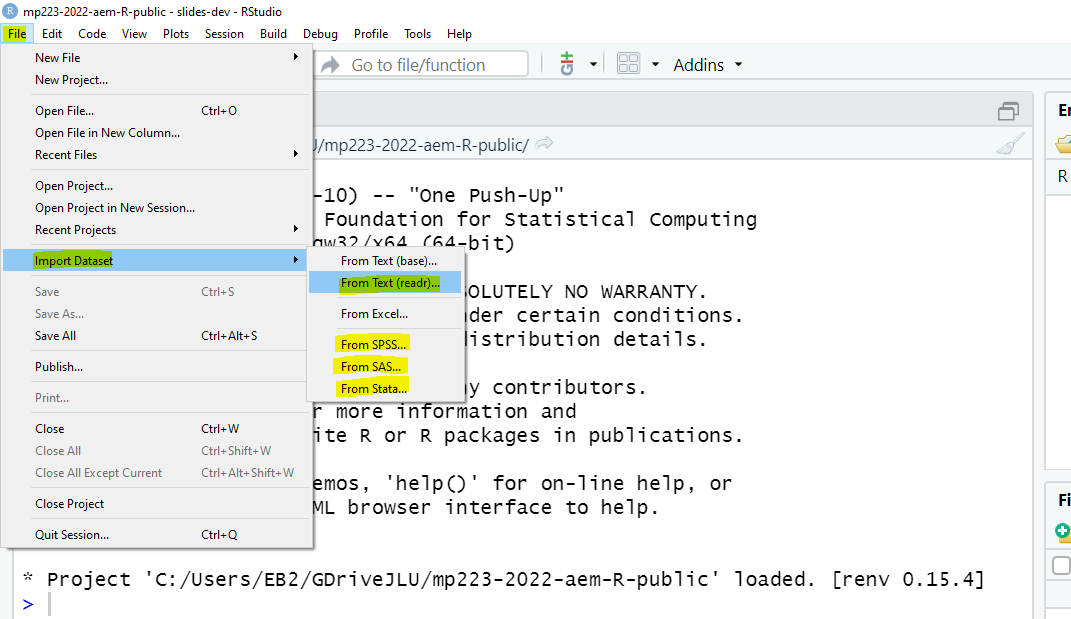 mp223-2022-aem-R-public - slides-dev - RStudio
File Edit Code View Plots Session Build Debug Profile Tools Help
Go to file/function Addins
New File
New Project...
Open File... Ctrl+O
Open File in New Column...
Recent Files
Open Project...
Open Project in New Session...
Recent Projects
Import Dataset
Save Ctrl+S
Save As...
Save All Ctrl+Alt+S
Publish...
Print...
Close Ctrl+W
Close All Ctrl+Shift+W
Close All Except Current Ctrl+Alt+Shift+W
Close Project
Quit Session... Ctrl+Q
From Text (base)...
From Text (readr)...
From Excel...
From SPSS...
From SAS...
From Stata...
/mp223-2022-aem-R-public/
-10) -- "One Push-Up"
Foundation for Statistical Computing
w32/x64 (64-bit)
SOLUTELY NO WARRANTY.
der certain conditions.
istribution details.
y contributors.
r more information and
ite R or R packages in publications.
emos, 'help()' for on-line help, or
ML browser interface to help.
* Project 'C:/Users/EB2/GDriveJLU/mp223-2022-aem-R-public' loaded. [renv 0.15.4]
>
R
Fi